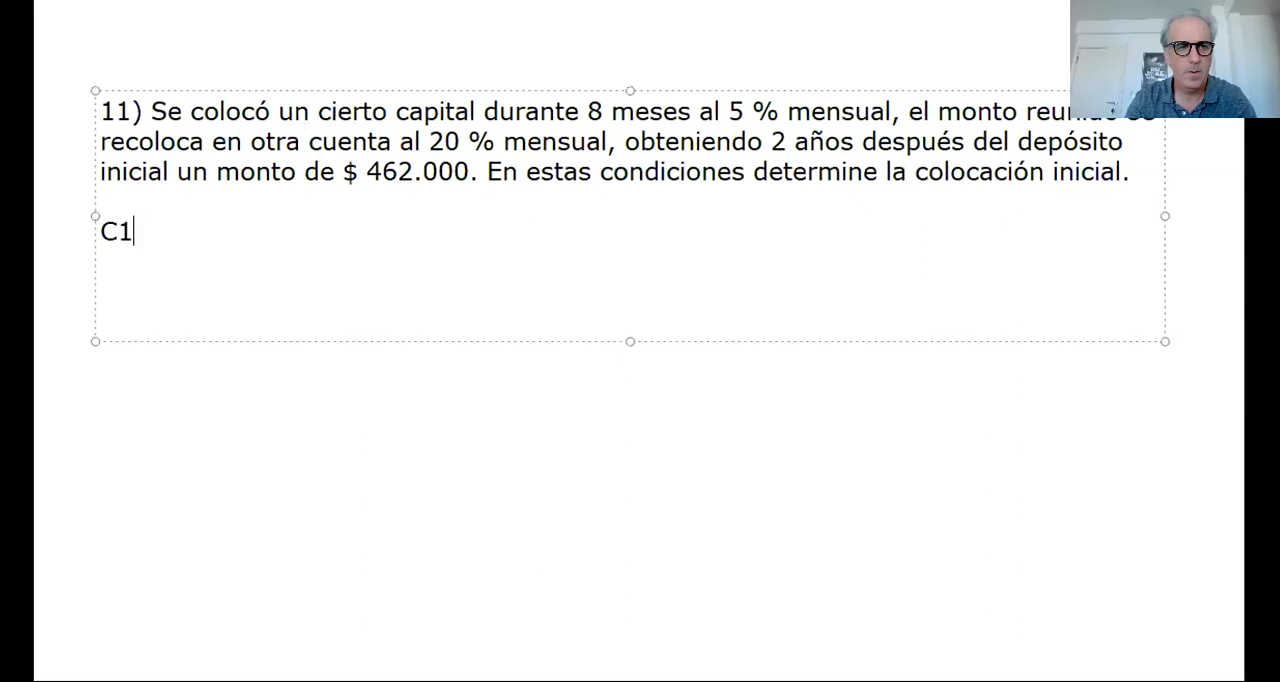 11) Se colocó un cierto capital durante 8 meses al 5 % mensual, el monto
recoloca en otra cuenta al 20 % mensual, obteniendo 2 años después del depósito
inicial un monto de $ 462.000. En estas condiciones determine la colocación inicial.
C1